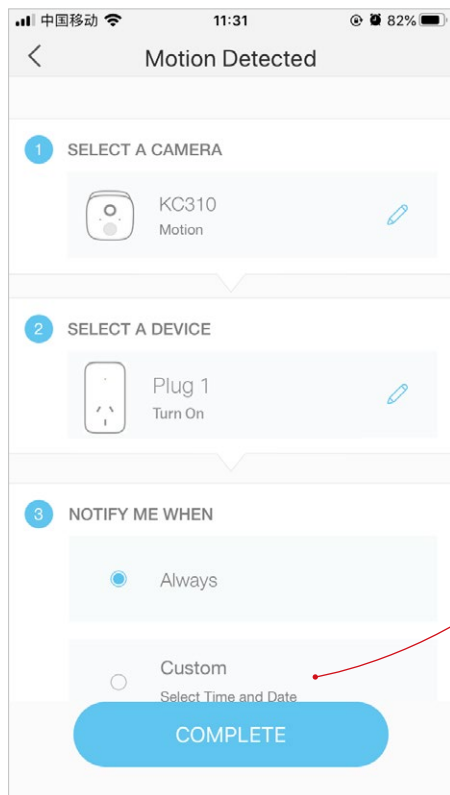 中国移动 11:31 82%
Motion Detected
1 SELECT A CAMERA
KC310
Motion
2 SELECT A DEVICE
Plug 1
Turn On
3 NOTIFY ME WHEN
Always
Custom
Select Time and Date
COMPLETE